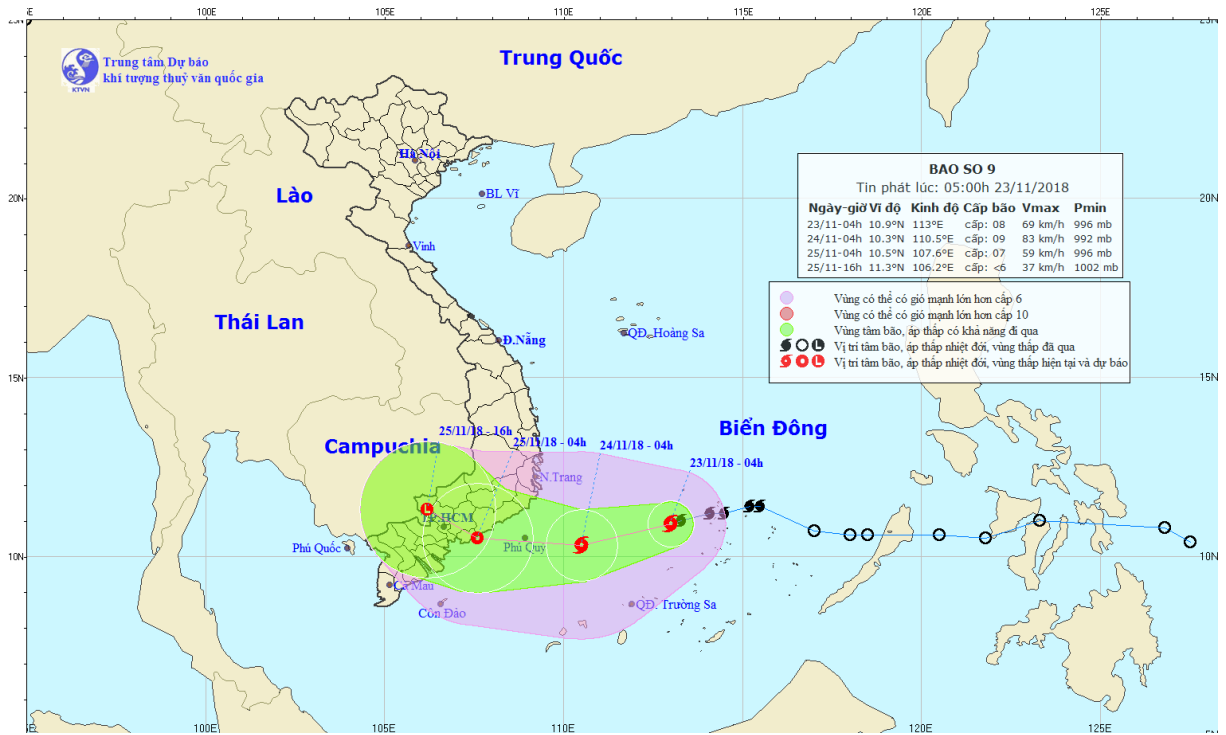 25N
105E
110E
115E
120E
125E
Trung tâm Dự báo
khí tượng thuỷ văn quốc gia
KTVN
Trung Quốc
Hà Nội
BAO SO 9
Tin phát lúc: 05:00h 23/11/2018
Ngày-giờ Vĩ độ Kinh độ Cấp bão Vmax Pmin
23/11-04h 10.9°N 113°E cấp: 08 69 km/h 996 mb
24/11-04h 10.3°N 110.5°E cấp: 09 83 km/h 992 mb
25/11-04h 10.5°N 107.6°E cấp: 07 59 km/h 996 mb
25/11-16h 11.3°N 106.2°E cấp: <6 37 km/h 1002 mb
Lào
BL Vĩ
20N
20N
Vinh
Vùng có thể có gió mạnh lớn hơn cấp 6
Vùng có thể có gió mạnh lớn hơn cấp 10
Vùng tâm bão, áp thấp có khả năng đi qua
L Vị trí tâm bão, áp thấp nhiệt đới, vùng thấp đã qua
L Vị trí tâm bão, áp thấp nhiệt đới, vùng thấp hiện tại và dự báo
Thái Lan
QĐ. Hoàng Sa
Đ.Nẵng
15N
15N
Biển Đông
25/11/18 - 16h
25/11/18 - 04h
24/11/18 - 04h
23/11/18 - 04h
Campuchia
N.Trang
L
TP.HCM
Phú Quốc
Phú Quý
10N
10N
Cà Mau
Côn Đảo
QĐ. Trường Sa
100E
105E
110E
115E
120E
125E
5N